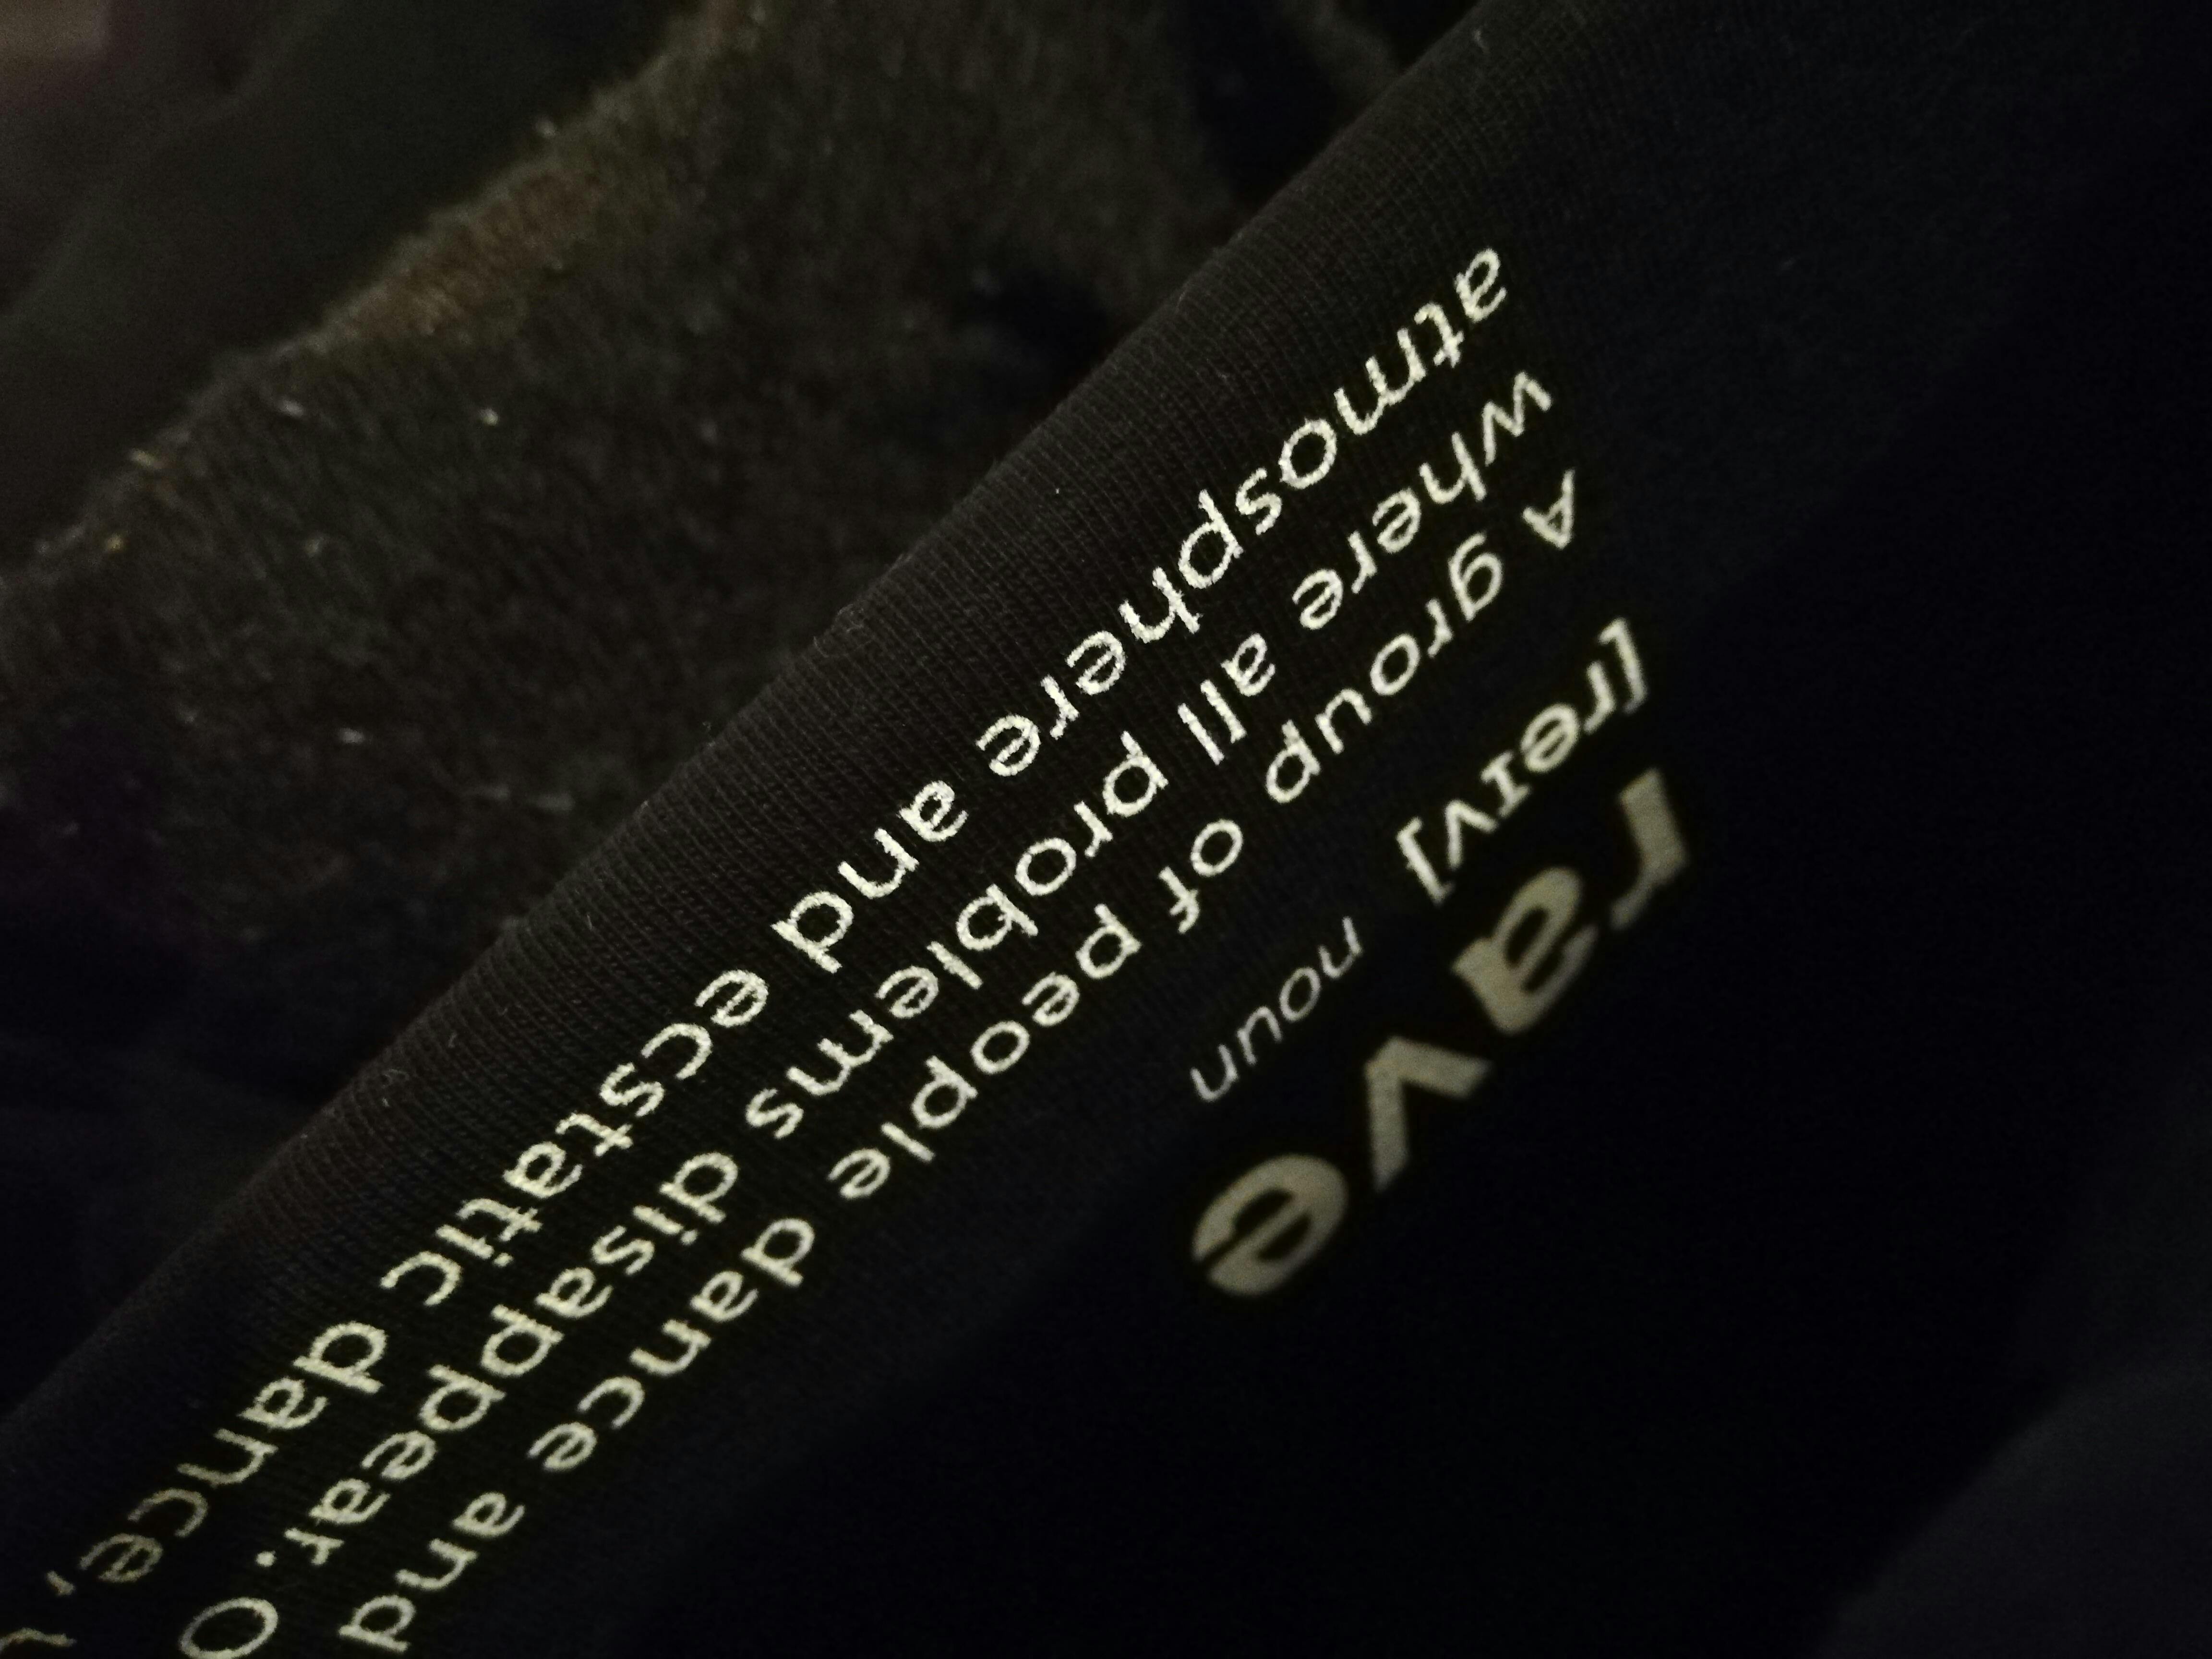 rave
[reɪv] noun
A group of people dance and
where all problems disappear. O
atmosphere and ecstatic dance,